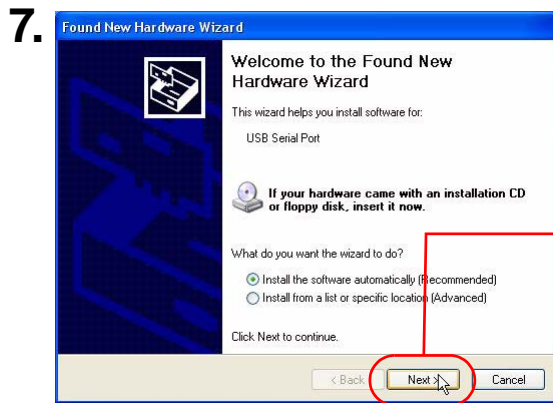 7.
Found New Hardware Wizard
Welcome to the Found New
Hardware Wizard
This wizard helps you install software for:
USB Serial Port
If your hardware came with an installation CD
or floppy disk, insert it now.
What do you want the wizard to do?
Install the software automatically (Recommended)
Install from a list or specific location (Advanced)
Click Next to continue.
< Back Next > Cancel